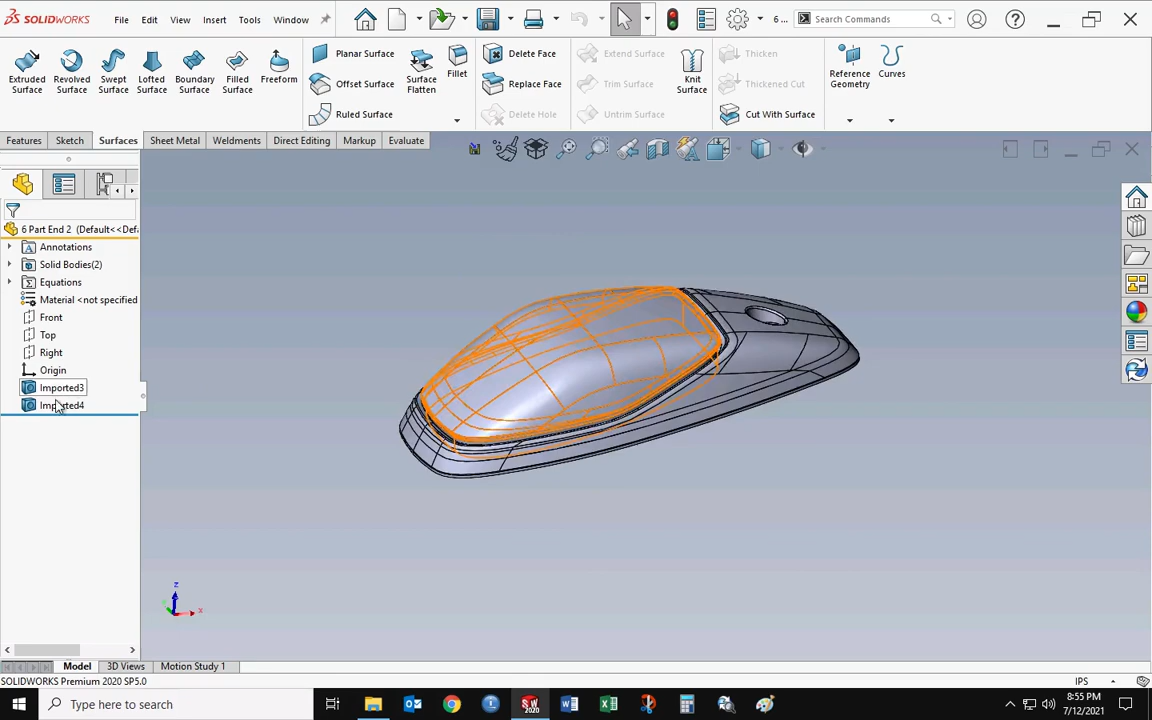 SOLIDWORKS File Edit View Insert Tools Window 6 ... Search Commands
Extruded Surface
Revolved Surface
Swept Surface
Lofted Surface
Boundary Surface
Filled Surface
Freeform
Planar Surface
Offset Surface
Ruled Surface
Surface Flatten
Fillet
Delete Face
Replace Face
Delete Hole
Extend Surface
Trim Surface
Untrim Surface
Knit Surface
Thicken
Thickened Cut
Cut With Surface
Reference Geometry
Curves
Features Sketch Surfaces Sheet Metal Weldments Direct Editing Markup Evaluate
6 Part End 2 (Default<<Def
Annotations
Solid Bodies(2)
Equations
Material <not specified
Front
Top
Right
Origin
Imported3
Imported4
z
x
Model 3D Views Motion Study 1
SOLIDWORKS Premium 2020 SP5.0
IPS
Type here to search
8:55 PM
7/12/2021